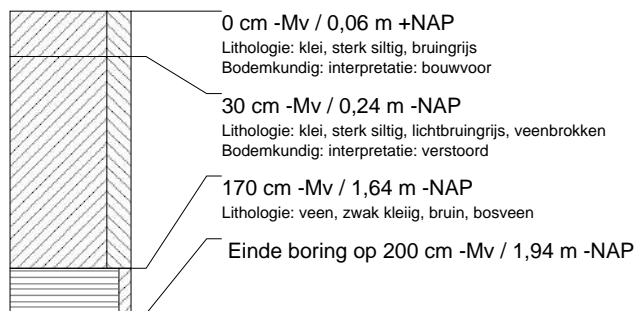 0 cm -Mv / 0,06 m +NAP
Lithologie: klei, sterk siltig, bruingrijs
Bodemkundig: interpretatie: bouwvoor
30 cm -Mv / 0,24 m -NAP
Lithologie: klei, sterk siltig, lichtbruingrijs, veenbrokken
Bodemkundig: interpretatie: verstoord
170 cm -Mv / 1,64 m -NAP
Lithologie: veen, zwak kleiig, bruin, bosveen
Einde boring op 200 cm -Mv / 1,94 m -NAP